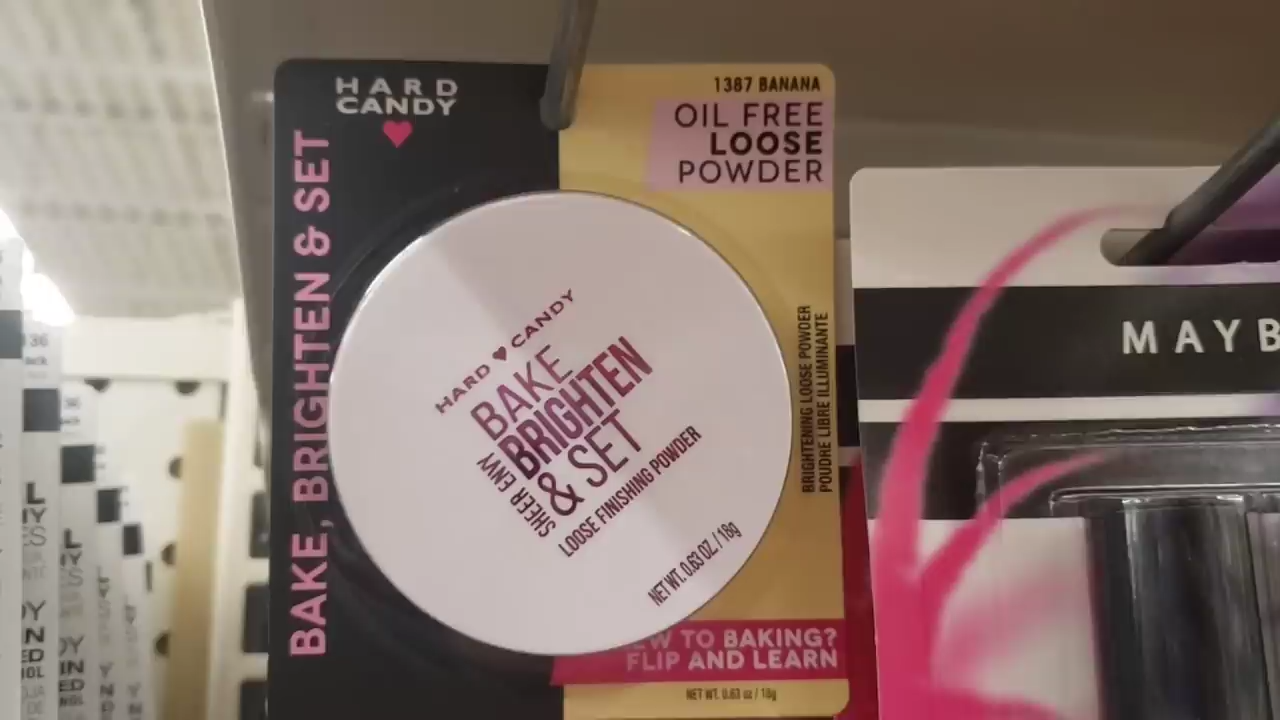 HARD
CANDY
1387 BANANA
OIL FREE
LOOSE
POWDER
BAKE, BRIGHTEN & SET
HARD CANDY
BAKE
BRIGHTEN
& SET
SHEER ENVY
LOOSE FINISHING POWDER
NET WT. 0.63 OZ. / 18g
BRIGHTENING LOOSE POWDER
POUDRE LIBRE ILLUMINANTE
TO BAKING?
FLIP AND LEARN
NET WT. 0.63 oz / 18g
MAYB